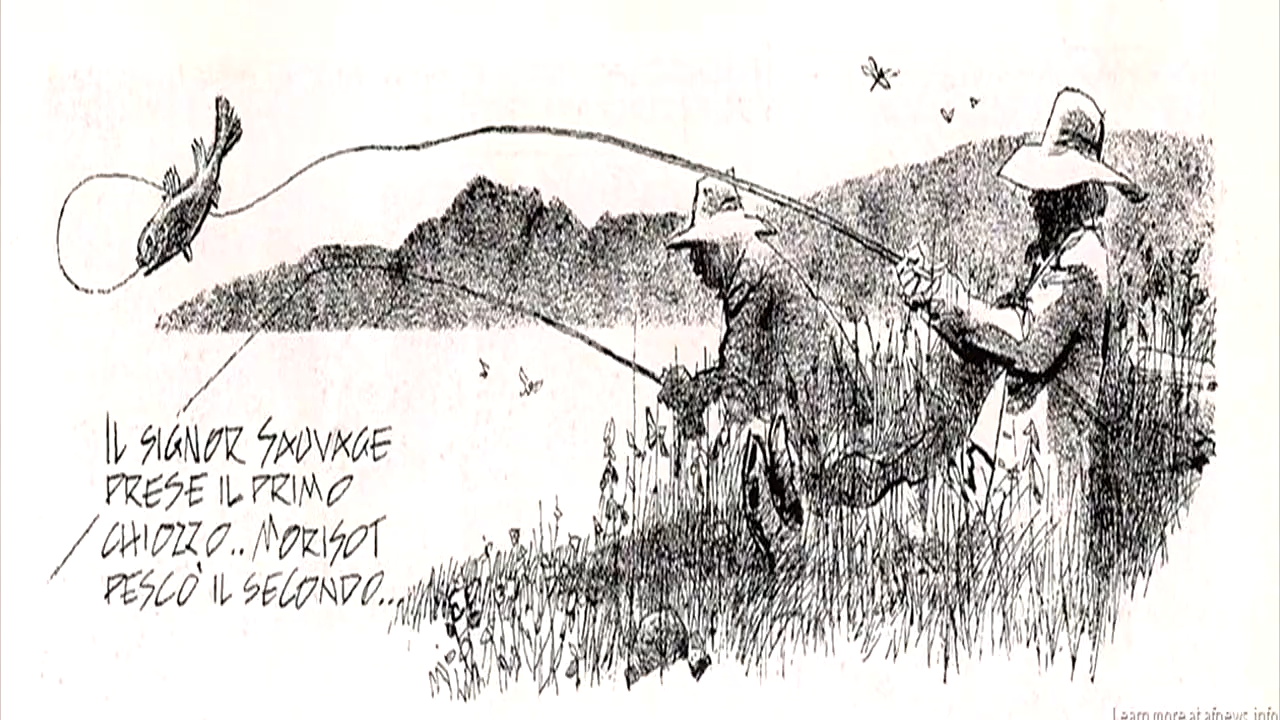 IL SIGNOR SAUVAGE
PRESE IL PRIMO
CHIOZZO.. MORISOT
PESCÒ IL SECONDO...
Learn more at afnews.info